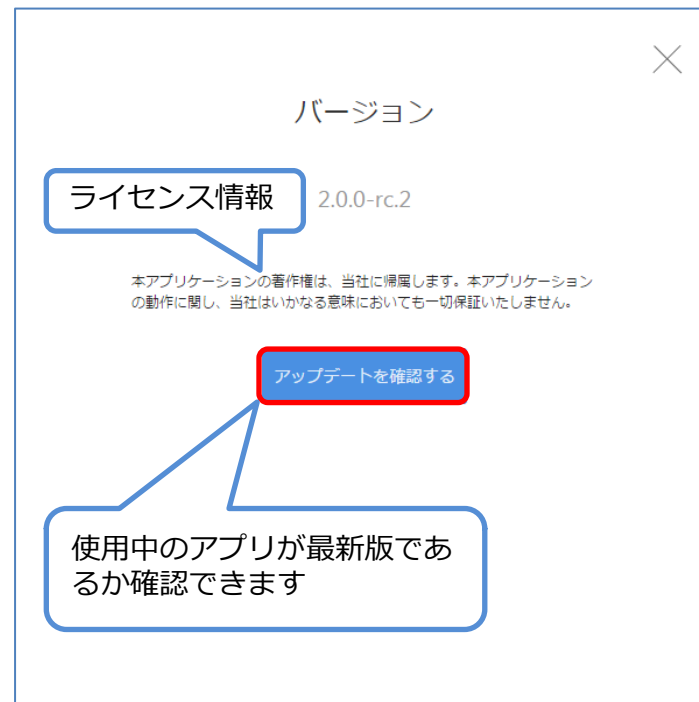 バージョン
ライセンス情報
2.0.0-rc.2
本アプリケーションの著作権は、当社に帰属します。本アプリケーション
の動作に関し、当社はいかなる意味においても一切保証いたしません。
アップデートを確認する
使用中のアプリが最新版であ
るか確認できます